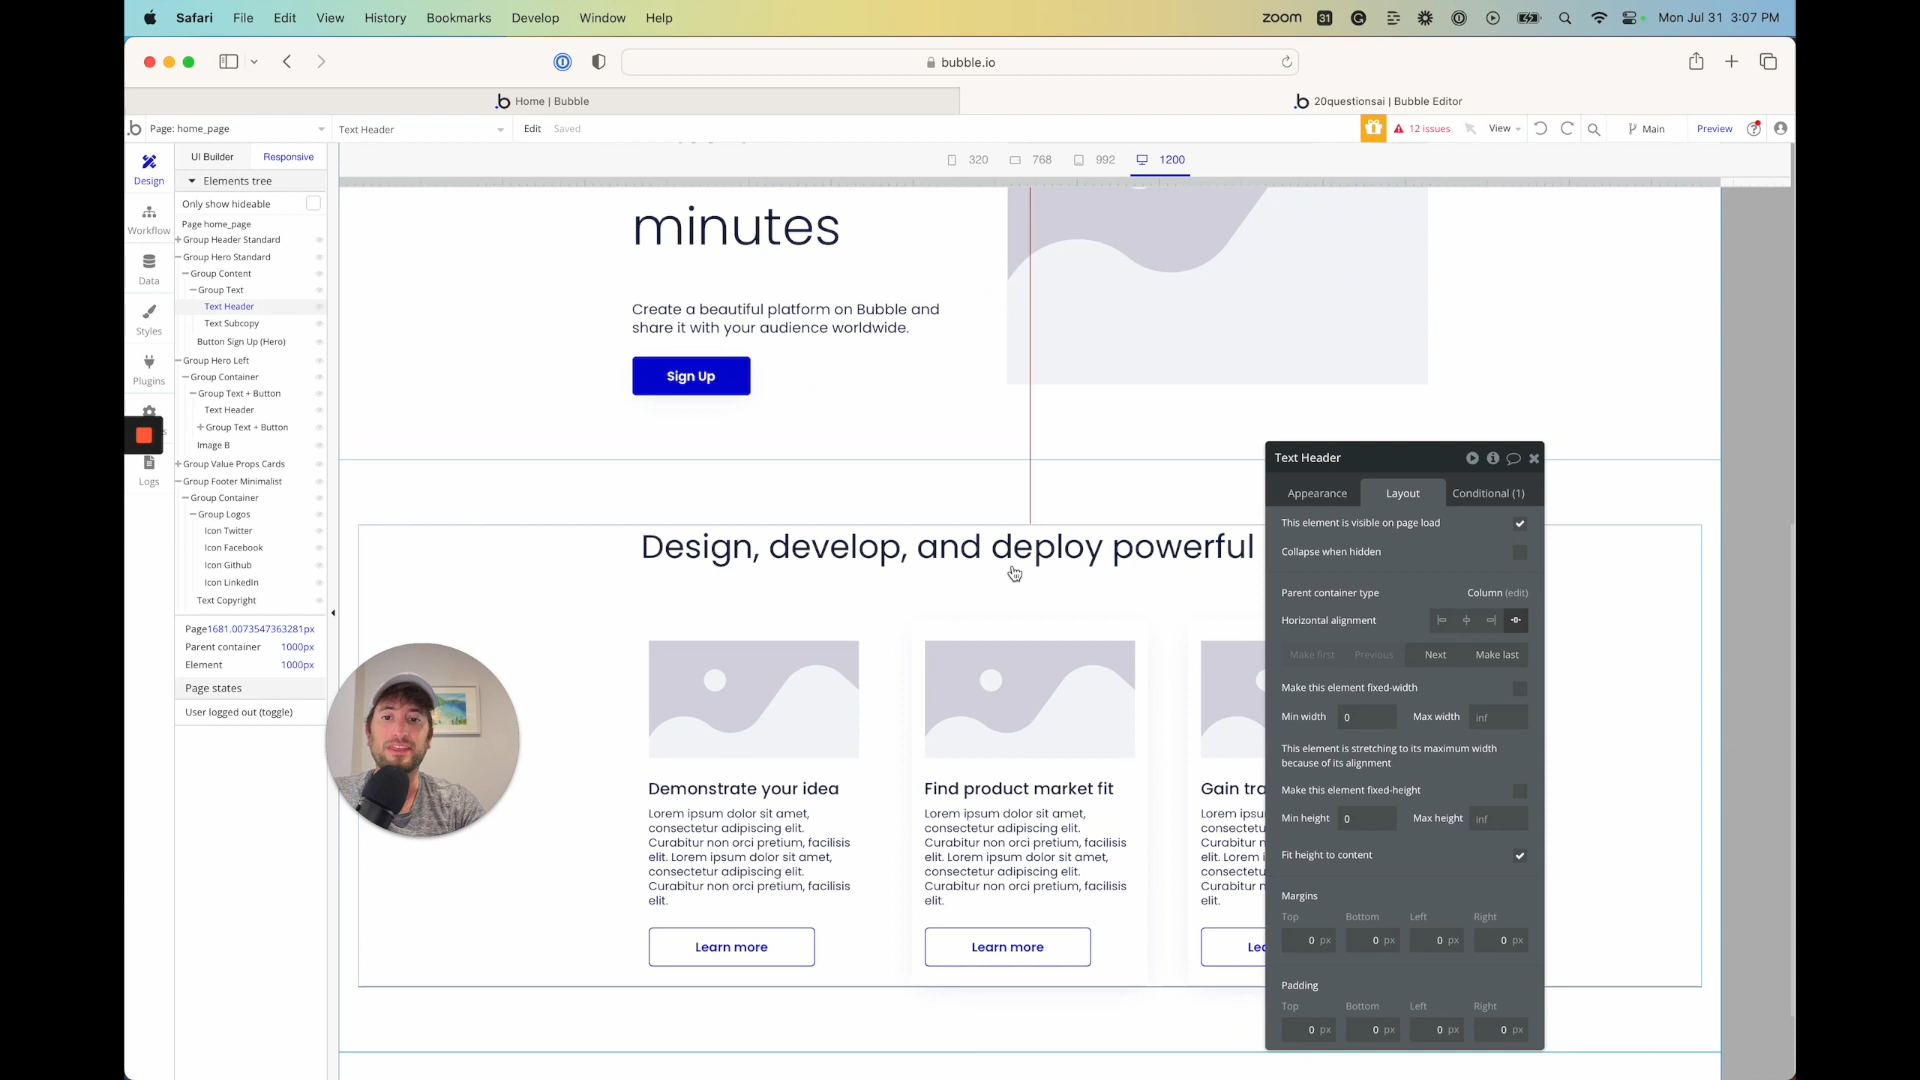 Safari File Edit View History Bookmarks Develop Window Help
zoom 31 Mon Jul 31 3:07 PM
bubble.io
Home | Bubble
20questionsai | Bubble Editor
Page: home_page
Text Header
Edit Saved
12 issues View Main Preview
Design
Workflow
Data
Styles
Plugins
Logs
UI Builder Responsive
Elements tree
Only show hideable
Page home_page
Group Header Standard
Group Hero Standard
Group Content
Group Text
Text Header
Text Subcopy
Button Sign Up (Hero)
Group Hero Left
Group Container
Group Text + Button
Text Header
Group Text + Button
Image B
Group Value Props Cards
Group Footer Minimalist
Group Container
Group Logos
Icon Twitter
Icon Facebook
Icon Github
Icon LinkedIn
Text Copyright
Page 1681.0073547363281px
Parent container 1000px
Element 1000px
Page states
User logged out (toggle)
320 768 992 1200
minutes
Create a beautiful platform on Bubble and
share it with your audience worldwide.
Sign Up
Design, develop, and deploy powerful
Demonstrate your idea
Lorem ipsum dolor sit amet,
consectetur adipiscing elit.
Curabitur non orci pretium, facilisis
elit. Lorem ipsum dolor sit amet,
consectetur adipiscing elit.
Curabitur non orci pretium, facilisis
elit.
Learn more
Find product market fit
Lorem ipsum dolor sit amet,
consectetur adipiscing elit.
Curabitur non orci pretium, facilisis
elit. Lorem ipsum dolor sit amet,
consectetur adipiscing elit.
Curabitur non orci pretium, facilisis
elit.
Learn more
Gain tra
Lorem ips
consectet
Curabitur
elit. Lorem
consectet
Curabitur
elit.
Lea
Text Header
Appearance Layout Conditional (1)
This element is visible on page load
Collapse when hidden
Parent container type Column (edit)
Horizontal alignment
Make first Previous Next Make last
Make this element fixed-width
Min width 0 Max width inf
This element is stretching to its maximum width
because of its alignment
Make this element fixed-height
Min height 0 Max height inf
Fit height to content
Margins
Top Bottom Left Right
0 px 0 px 0 px 0 px
Padding
Top Bottom Left Right
0 px 0 px 0 px 0 px